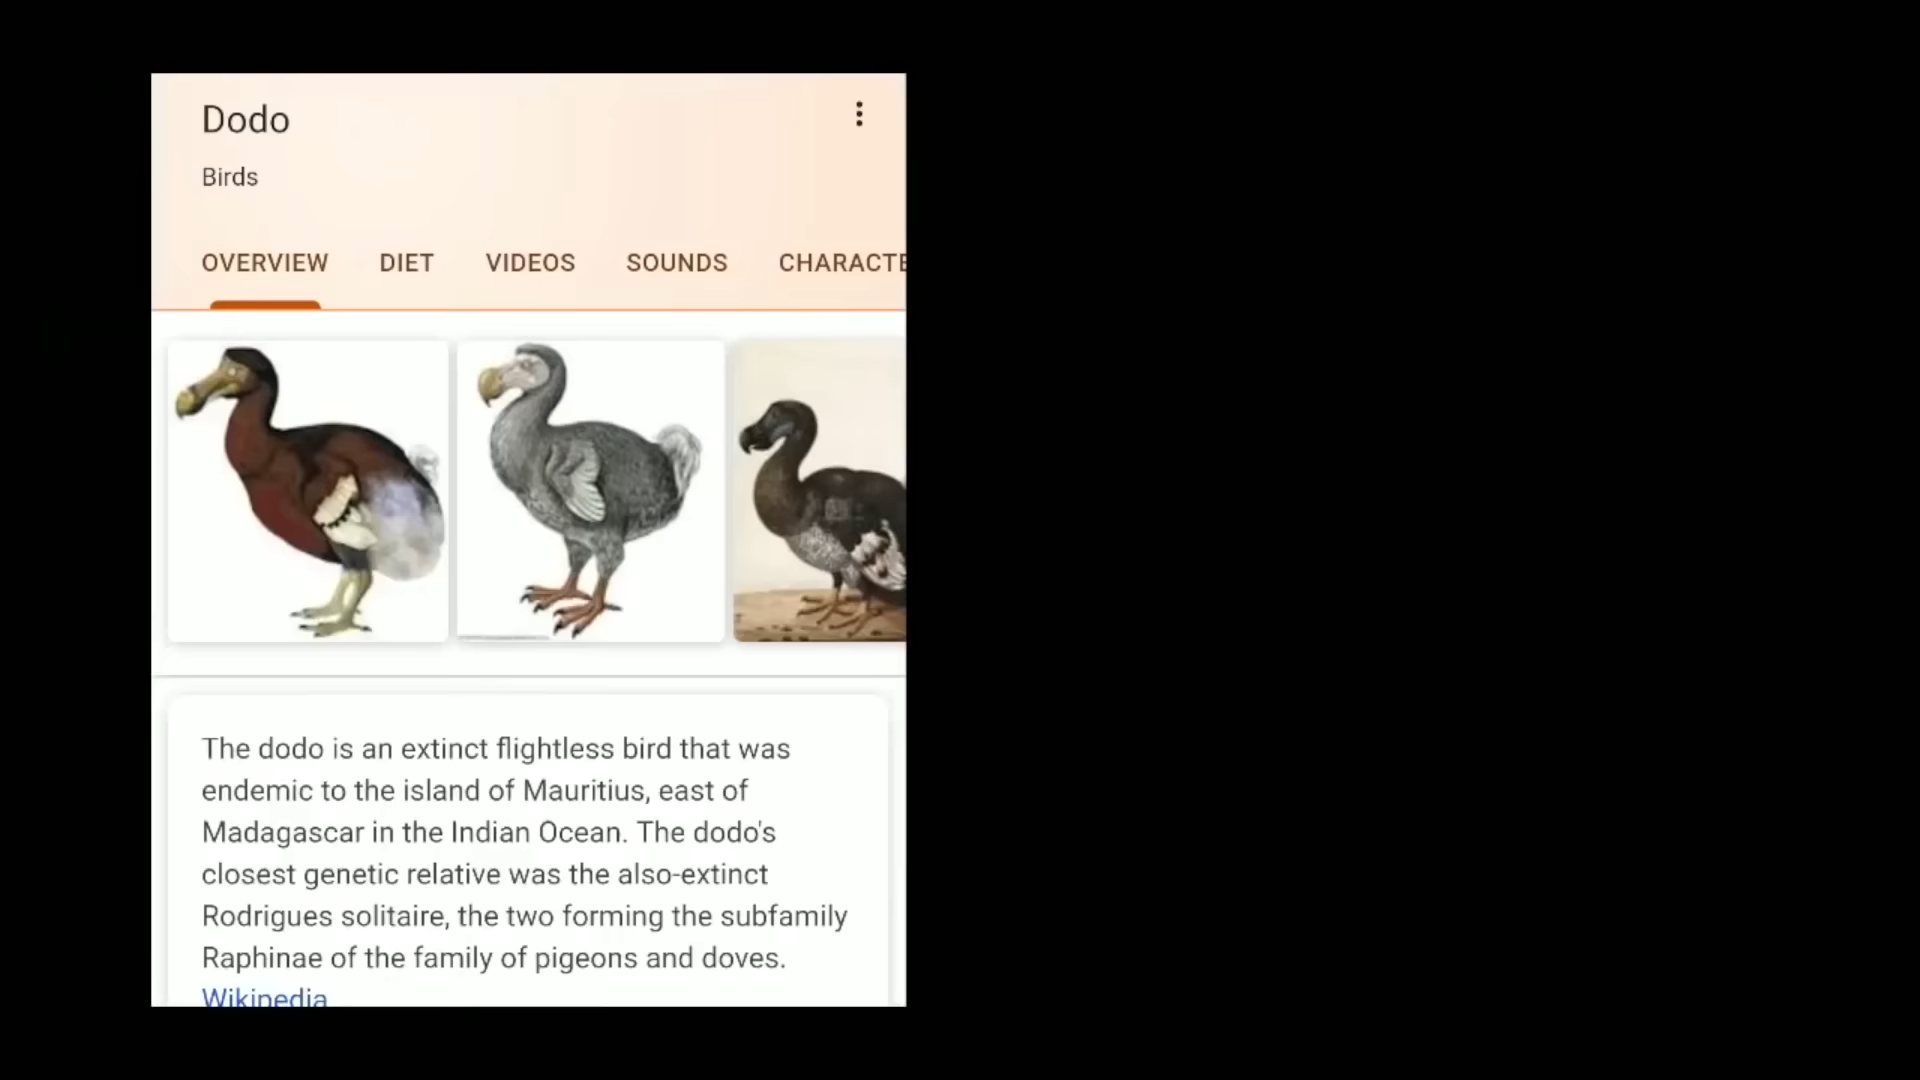 Dodo
Birds
OVERVIEW DIET VIDEOS SOUNDS CHARACTE
The dodo is an extinct flightless bird that was
endemic to the island of Mauritius, east of
Madagascar in the Indian Ocean. The dodo's
closest genetic relative was the also-extinct
Rodrigues solitaire, the two forming the subfamily
Raphinae of the family of pigeons and doves.
Wikipedia